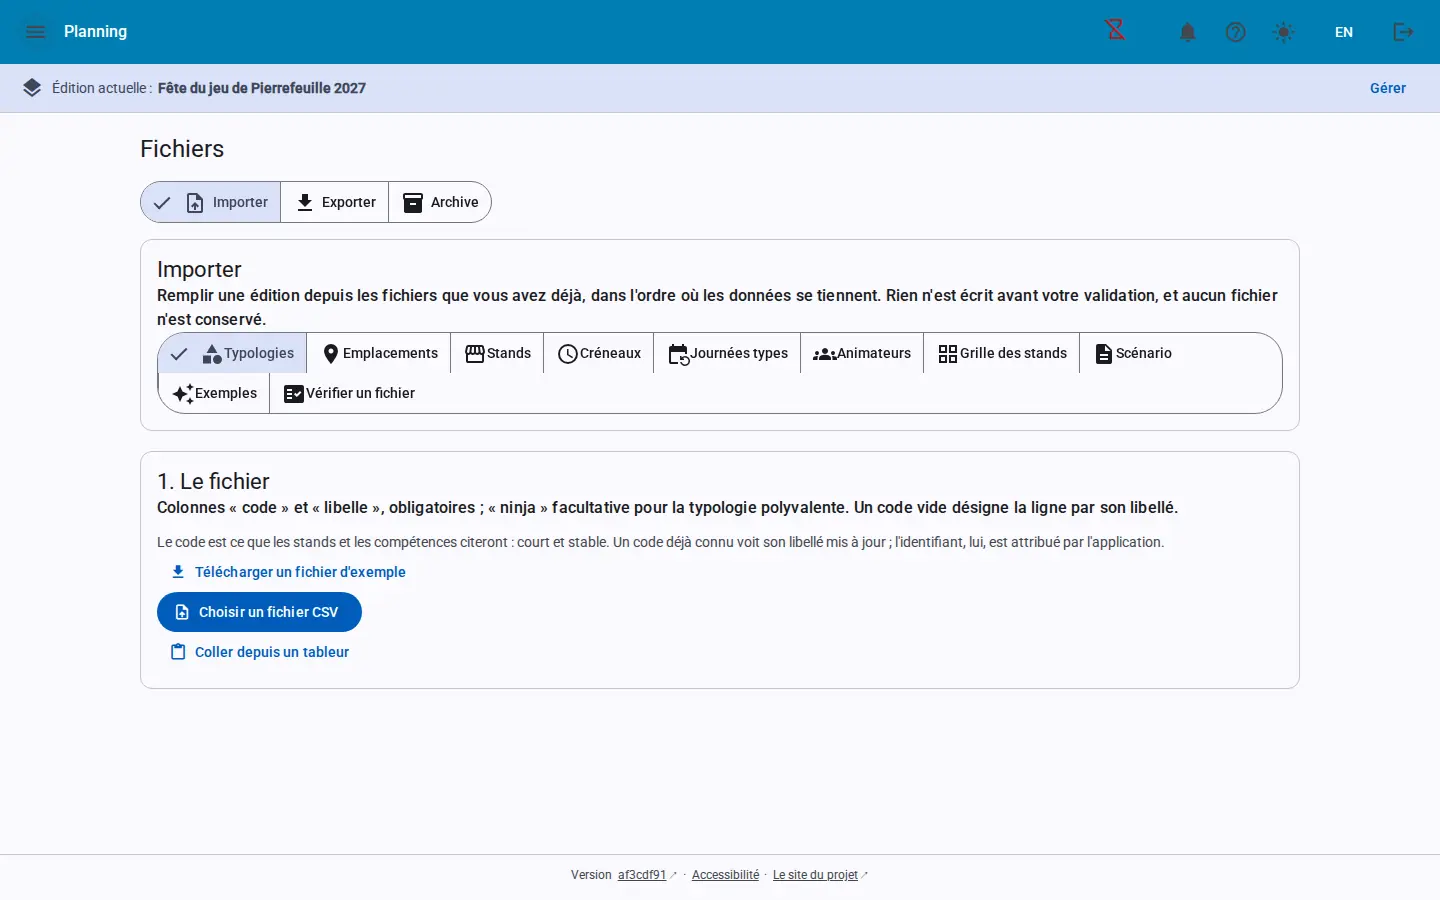 Planning
EN
Édition actuelle : Fête du jeu de Pierrefeuille 2027
Gérer
Fichiers
Importer
Exporter
Archive
Importer
Remplir une édition depuis les fichiers que vous avez déjà, dans l'ordre où les données se tiennent. Rien n'est écrit avant votre validation, et aucun fichier
n'est conservé.
Typologies
Emplacements
Stands
Créneaux
Journées types
Animateurs
Grille des stands
Scénario
Exemples
Vérifier un fichier
1. Le fichier
Colonnes « code » et « libelle », obligatoires ; « ninja » facultative pour la typologie polyvalente. Un code vide désigne la ligne par son libellé.
Le code est ce que les stands et les compétences citeront : court et stable. Un code déjà connu voit son libellé mis à jour ; l'identifiant, lui, est attribué par l'application.
Télécharger un fichier d'exemple
Choisir un fichier CSV
Coller depuis un tableur
Version af3cdf91 · Accessibilité · Le site du projet